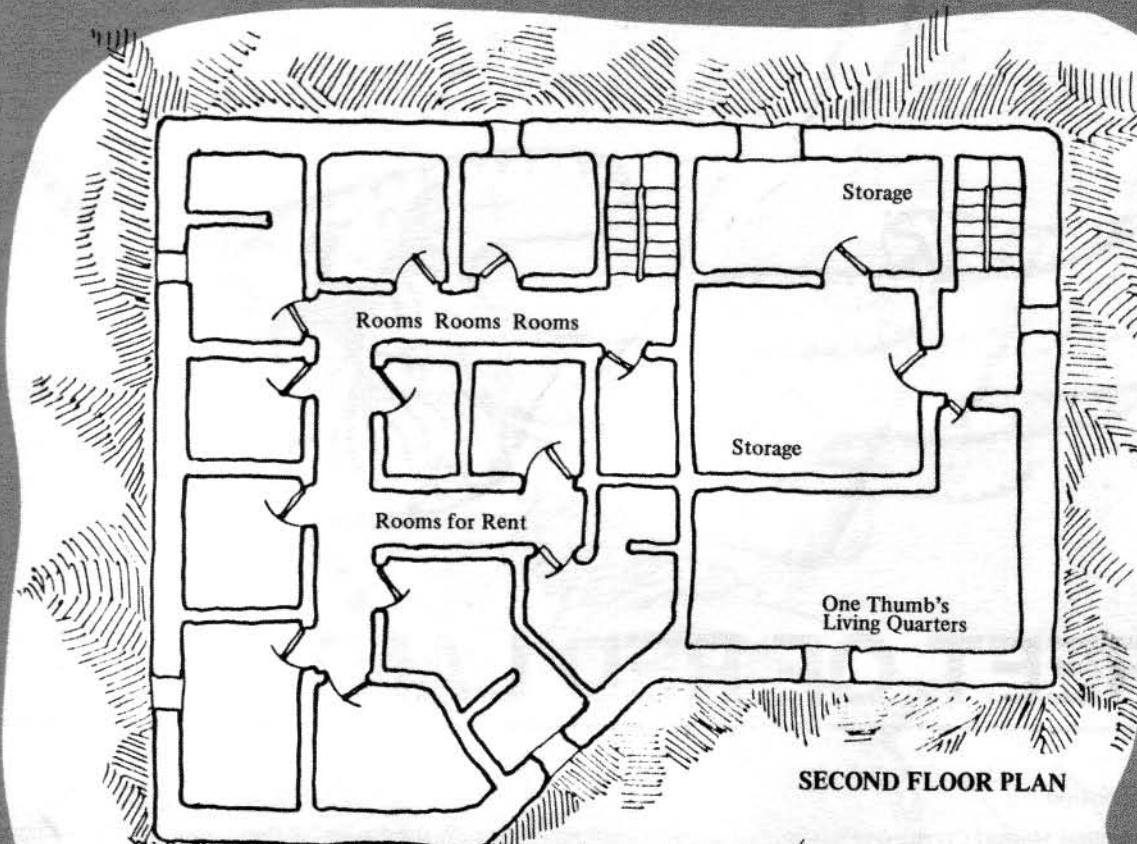 Storage
Rooms Rooms Rooms
Storage
Rooms for Rent
One Thumb's
Living Quarters
SECOND FLOOR PLAN